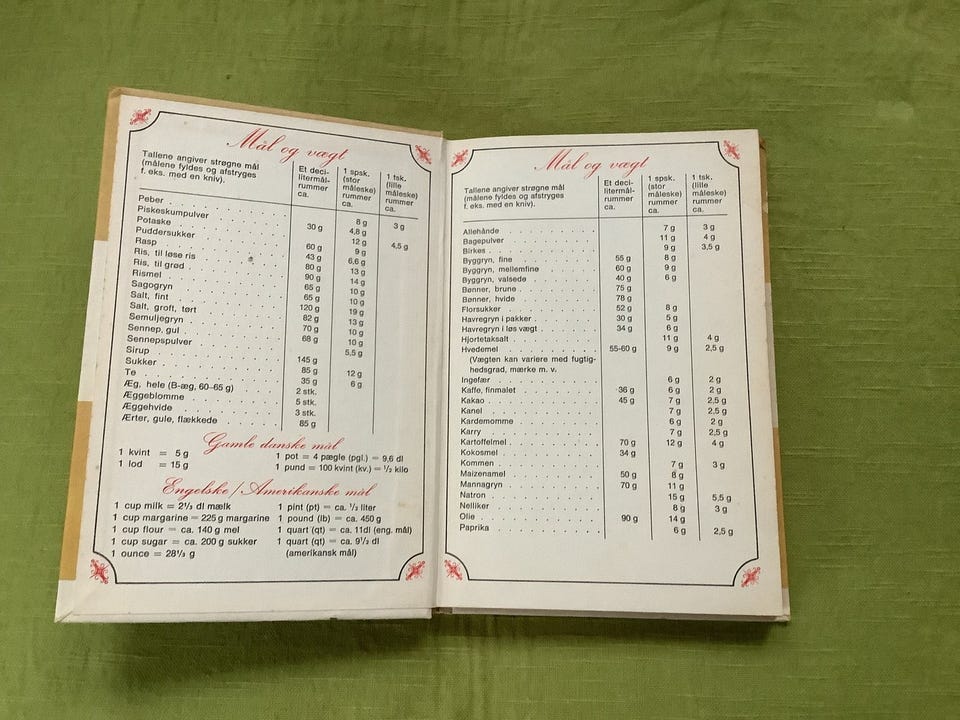 Mål og vægt
Tallene angiver strøgne mål
(målene fyldes og afstryges
f. eks. med en kniv).
Et deci-
litermål-
rummer
ca.
1 spsk.
(stor
måleske)
rummer
ca.
1 tsk.
(lille
måleske)
rummer
ca.
Peber 8 g 3 g
Piskeskumpulver 30 g 4,8 g
Potaske 12 g 4,5 g
Puddersukker 60 g 9 g
Rasp 43 g 6,6 g
Ris, til løse ris 80 g 13 g
Ris, til grød 90 g 14 g
Rismel 65 g 10 g
Sagogryn 65 g 10 g
Salt, fint 120 g 19 g
Salt, groft, tørt 82 g 13 g
Semuljegryn 70 g 10 g
Sennep, gul 68 g 10 g
Sennepspulver 5,5 g
Sirup 145 g
Sukker 85 g 12 g
Te 35 g 6 g
Æg, hele (B-æg, 60–65 g) 2 stk.
Æggeblomme 5 stk.
Æggehvide 3 stk.
Ærter, gule, flækkede 85 g
Gamle danske mål
1 kvint = 5 g
1 lod = 15 g
1 pot = 4 pægle (pgl.) = 9,6 dl
1 pund = 100 kvint (kv.) = ½ kilo
Engelske/Amerikanske mål
1 cup milk = 2⅓ dl mælk
1 cup margarine = 225 g margarine
1 cup flour = ca. 140 g mel
1 cup sugar = ca. 200 g sukker
1 ounce = 28⅓ g
1 pint (pt) = ca. ½ liter
1 pound (lb) = ca. 450 g
1 quart (qt) = ca. 11dl (eng. mål)
1 quart (qt) = ca. 9½ dl
(amerikansk mål)
Mål og vægt
Tallene angiver strøgne mål
(målene fyldes og afstryges
f. eks. med en kniv).
Et deci-
litermål-
rummer
ca.
1 spsk.
(stor
måleske)
rummer
ca.
1 tsk.
(lille
måleske)
rummer
ca.
Allehånde 7 g 3 g
Bagepulver 11 g 4 g
Birkes 9 g 3,5 g
Byggryn, fine 55 g 8 g
Byggryn, mellemfine 60 g 9 g
Byggryn, valsede 40 g 6 g
Bønner, brune 75 g
Bønner, hvide 78 g
Florsukker 52 g 8 g
Havregryn i pakker 30 g 5 g
Havregryn i løs vægt 34 g 6 g
Hjortetaksalt 11 g 4 g
Hvedemel 55-60 g 9 g 2,5 g
(Vægten kan variere med fugtig-
hedsgrad, mærke m. v.
Ingefær 6 g 2 g
Kaffe, finmalet 36 g 6 g 2 g
Kakao 45 g 7 g 2,5 g
Kanel 7 g 2,5 g
Kardemomme 6 g 2 g
Karry 7 g 2,5 g
Kartoffelmel 70 g 12 g 4 g
Kokosmel 34 g
Kommen 7 g 3 g
Maizenamel 50 g 8 g
Mannagryn 70 g 11 g
Natron 15 g 5,5 g
Nelliker 8 g 3 g
Olie 90 g 14 g
Paprika 6 g 2,5 g